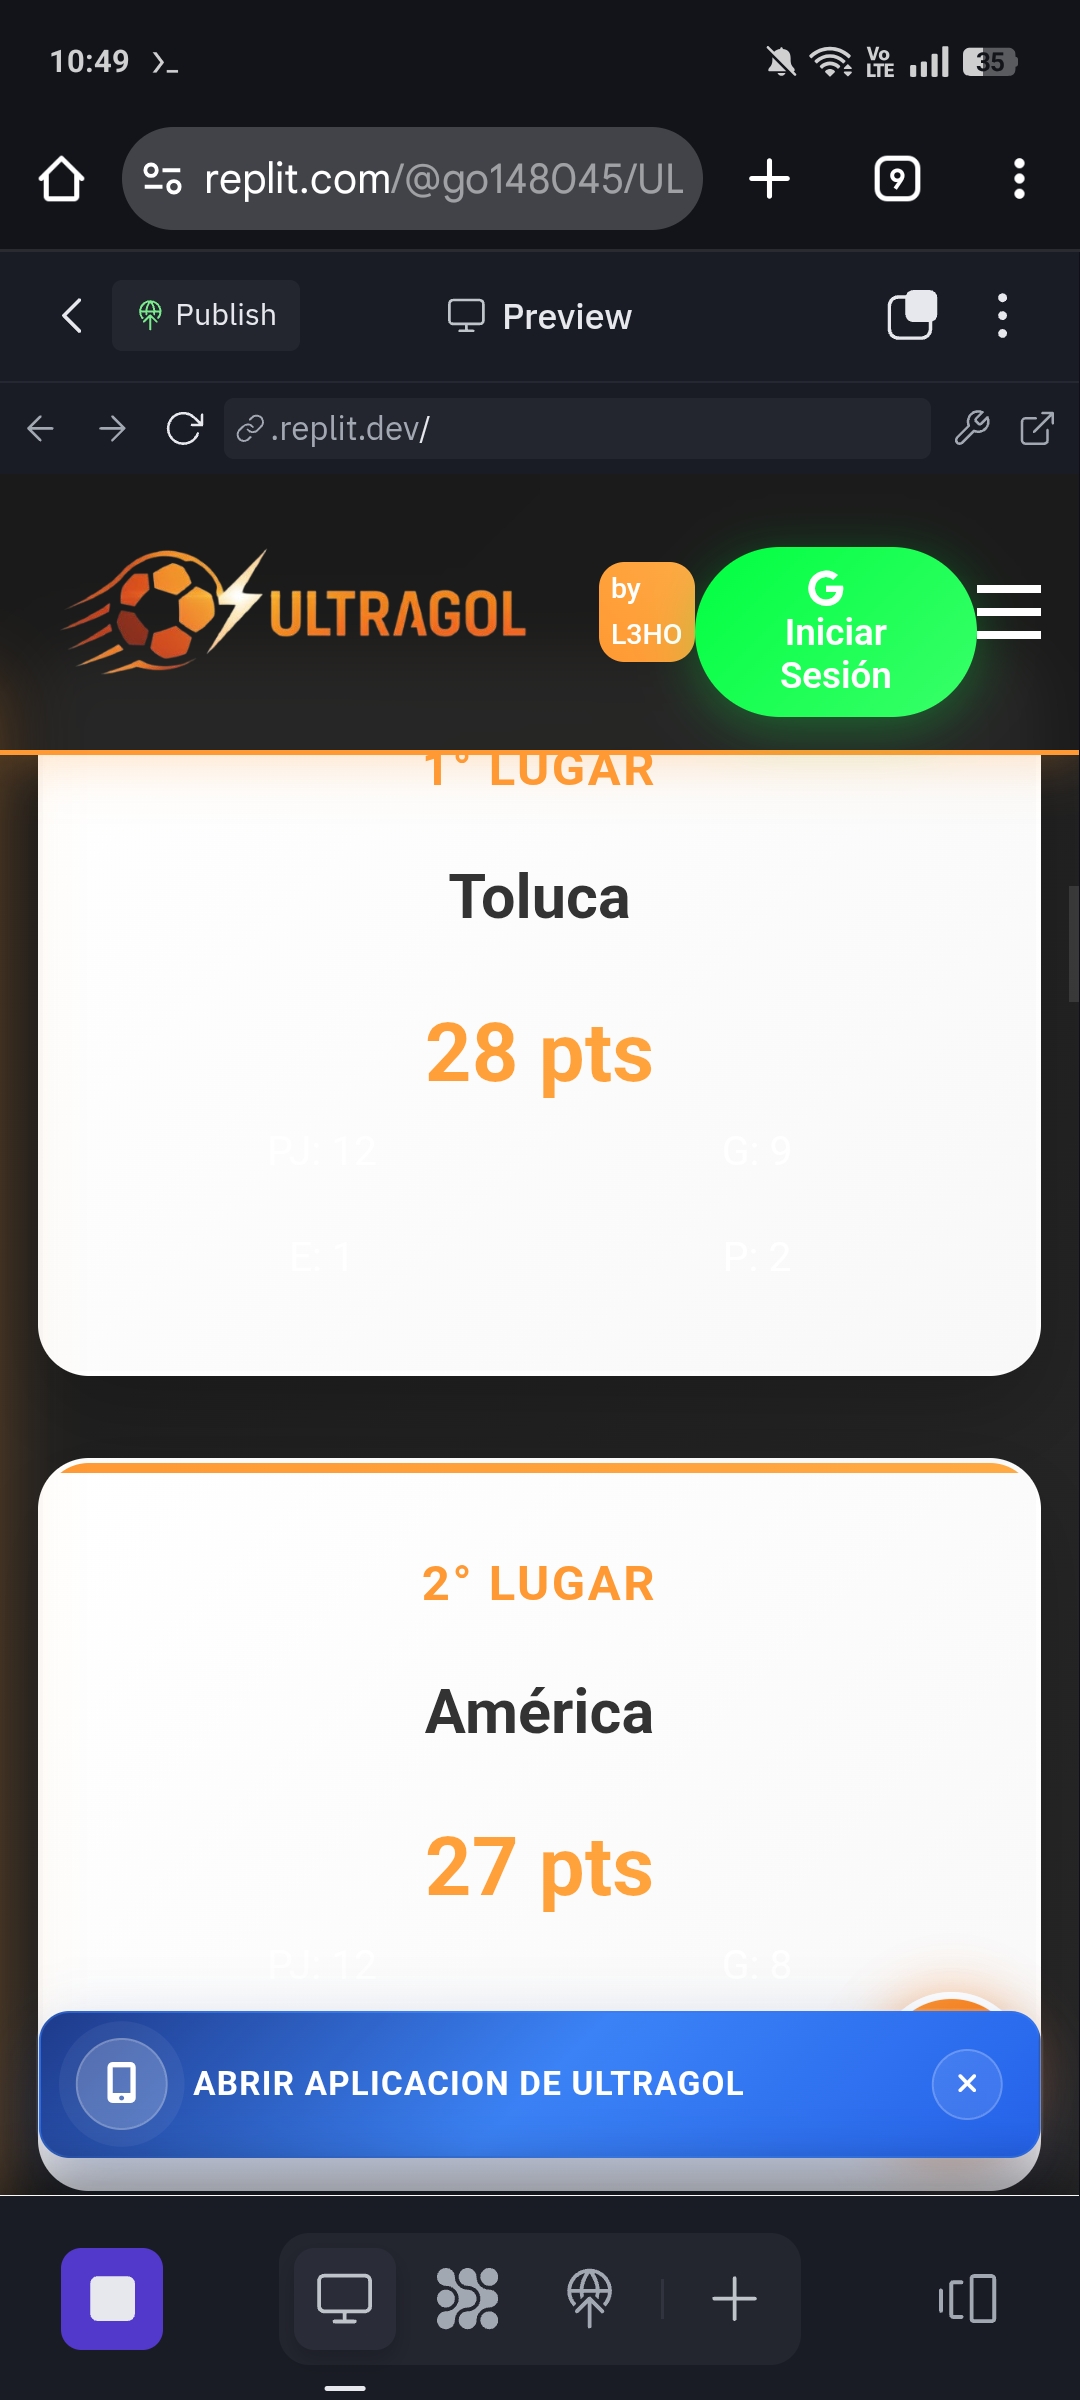 10:49
Vo
LTE
35
replit.com/@go148045/UL
9
Publish
Preview
.replit.dev/
ULTRAGOL
by
L3HO
G
Iniciar
Sesión
1° LUGAR
Toluca
28 pts
PJ: 12
G: 9
E: 1
P: 2
2° LUGAR
América
27 pts
PJ: 12
G: 8
ABRIR APLICACION DE ULTRAGOL